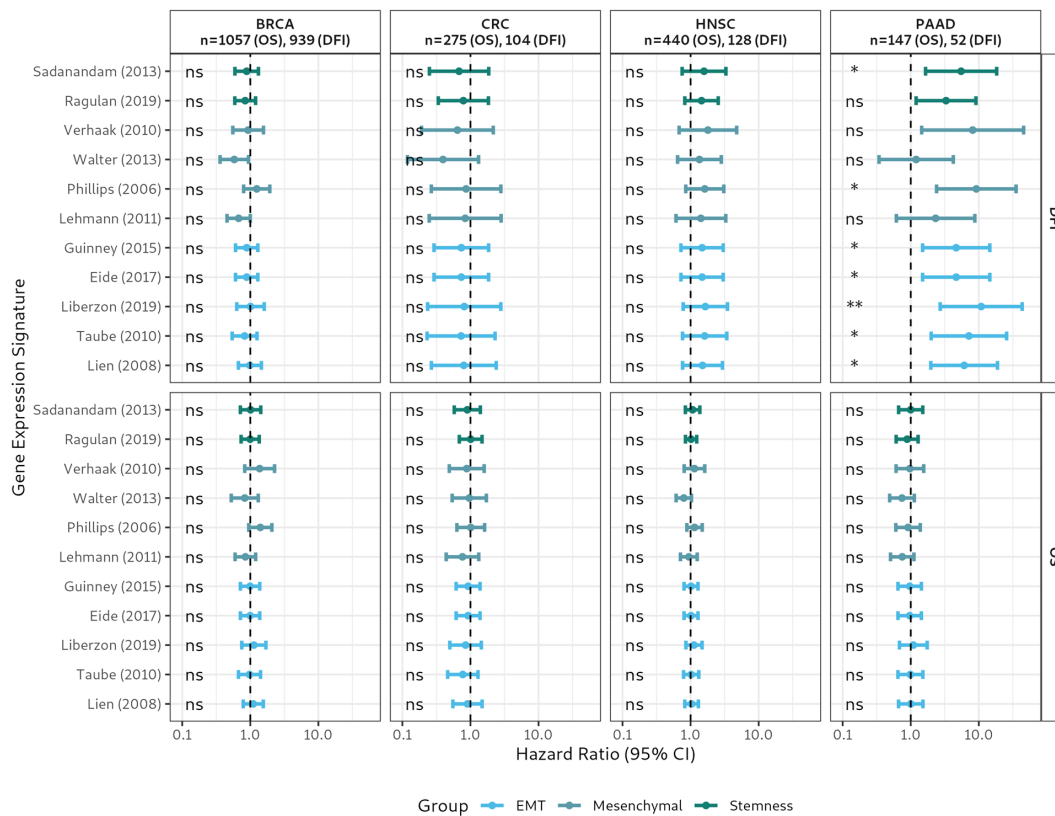 BRCA
n=1057 (OS), 939 (DFI)
CRC
n=275 (OS), 104 (DFI)
HNSC
n=440 (OS), 128 (DFI)
PAAD
n=147 (OS), 52 (DFI)
Gene Expression Signature
Sadanandam (2013) ns ns ns *
Ragulan (2019) ns ns ns ns
Verhaak (2010) ns ns ns ns
Walter (2013) ns ns ns ns
Phillips (2006) ns ns ns *
Lehmann (2011) ns ns ns ns
Guinney (2015) ns ns ns *
Eide (2017) ns ns ns *
Liberzon (2019) ns ns ns **
Taube (2010) ns ns ns *
Lien (2008) ns ns ns *
Sadanandam (2013) ns ns ns ns
Ragulan (2019) ns ns ns ns
Verhaak (2010) ns ns ns ns
Walter (2013) ns ns ns ns
Phillips (2006) ns ns ns ns
Lehmann (2011) ns ns ns ns
Guinney (2015) ns ns ns ns
Eide (2017) ns ns ns ns
Liberzon (2019) ns ns ns ns
Taube (2010) ns ns ns ns
Lien (2008) ns ns ns ns
0.1 1.0 10.0 0.1 1.0 10.0 0.1 1.0 10.0 0.1 1.0 10.0
Hazard Ratio (95% CI)
Group EMT Mesenchymal Stemness